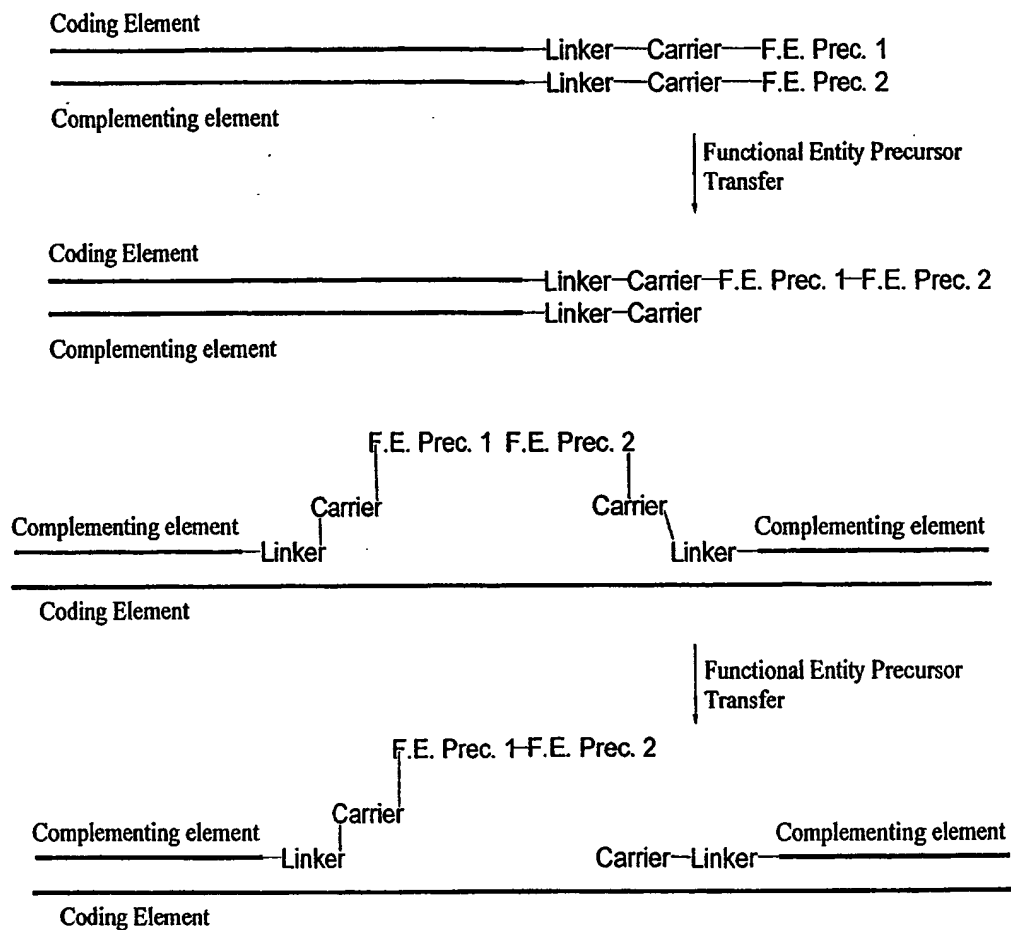 Coding Element
Linker—Carrier—F.E. Prec. 1
Linker—Carrier—F.E. Prec. 2
Complementing element
Functional Entity Precursor
Transfer
Coding Element
Linker—Carrier—F.E. Prec. 1—F.E. Prec. 2
Linker—Carrier
Complementing element
F.E. Prec. 1 F.E. Prec. 2
Carrier Carrier
Complementing element Complementing element
Linker Linker
Coding Element
Functional Entity Precursor
Transfer
F.E. Prec. 1—F.E. Prec. 2
Carrier
Complementing element Complementing element
Linker Carrier—Linker
Coding Element